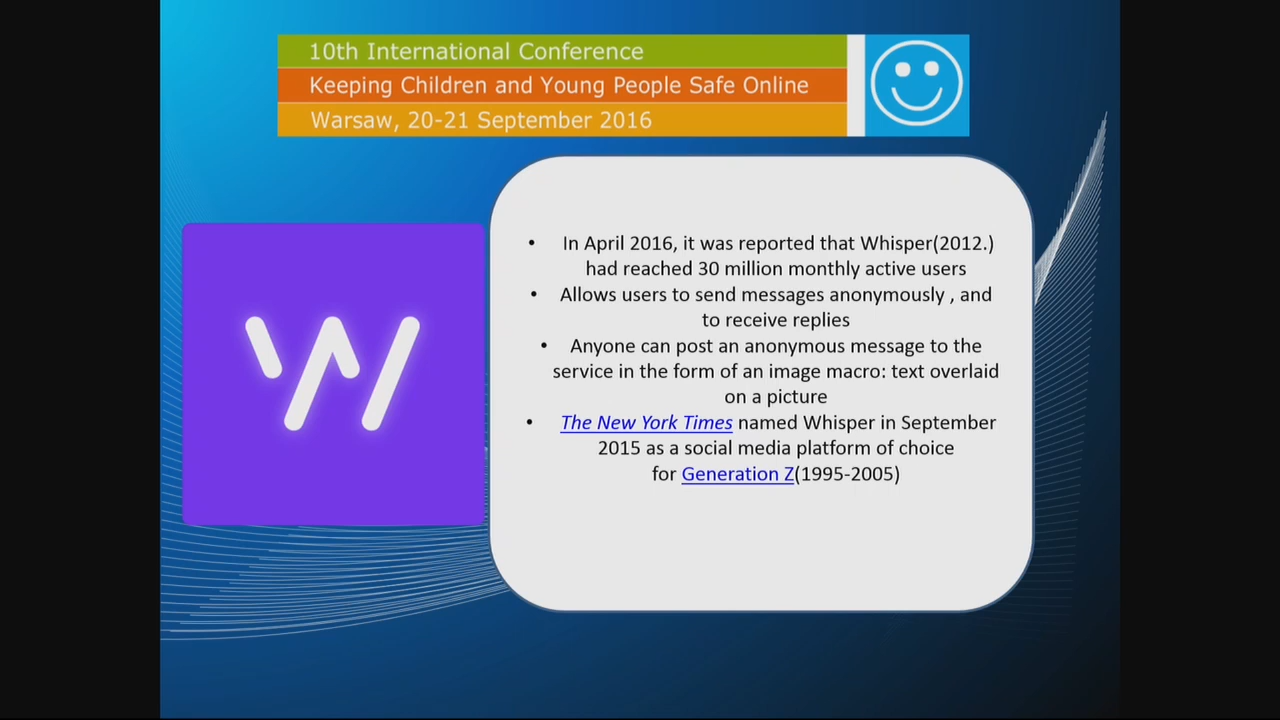 10th International Conference
Keeping Children and Young People Safe Online
Warsaw, 20-21 September 2016
• In April 2016, it was reported that Whisper(2012.)
had reached 30 million monthly active users
• Allows users to send messages anonymously , and
to receive replies
• Anyone can post an anonymous message to the
service in the form of an image macro: text overlaid
on a picture
• The New York Times named Whisper in September
2015 as a social media platform of choice
for Generation Z(1995-2005)